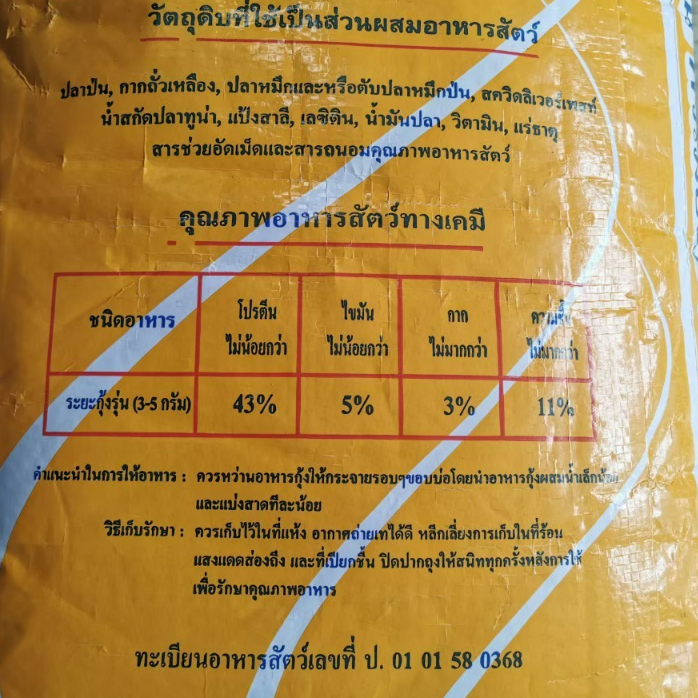 วัตถุดิบที่ใช้เป็นส่วนผสมอาหารสัตว์
ปลาป่น, กากถั่วเหลือง, ปลาหมึกและหรือตับปลาหมึกป่น, สควิดลิเวอร์เพสท์
น้ำสกัดปลาทูน่า, แป้งสาลี, เลซิติน, น้ำมันปลา, วิตามิน, แร่ธาตุ
สารช่วยอัดเม็ดและสารถนอมคุณภาพอาหารสัตว์
คุณภาพอาหารสัตว์ทางเคมี
ชนิดอาหาร โปรตีน ไขมัน กาก ความชื้น
ไม่น้อยกว่า ไม่น้อยกว่า ไม่มากกว่า ไม่มากกว่า
ระยะกุ้งรุ่น (3-5 กรัม) 43% 5% 3% 11%
คำแนะนำในการให้อาหาร : ควรหว่านอาหารกุ้งให้กระจายรอบๆขอบบ่อโดยนำอาหารกุ้งผสมน้ำเล็กน้อย
และแบ่งสาดทีละน้อย
วิธีเก็บรักษา : ควรเก็บไว้ในที่แห้ง อากาศถ่ายเทได้ดี หลีกเลี่ยงการเก็บในที่ร้อน
แสงแดดส่องถึง และที่เปียกชื้น ปิดปากถุงให้สนิททุกครั้งหลังการใช้
เพื่อรักษาคุณภาพอาหาร
ทะเบียนอาหารสัตว์เลขที่ ป. 01 01 58 0368